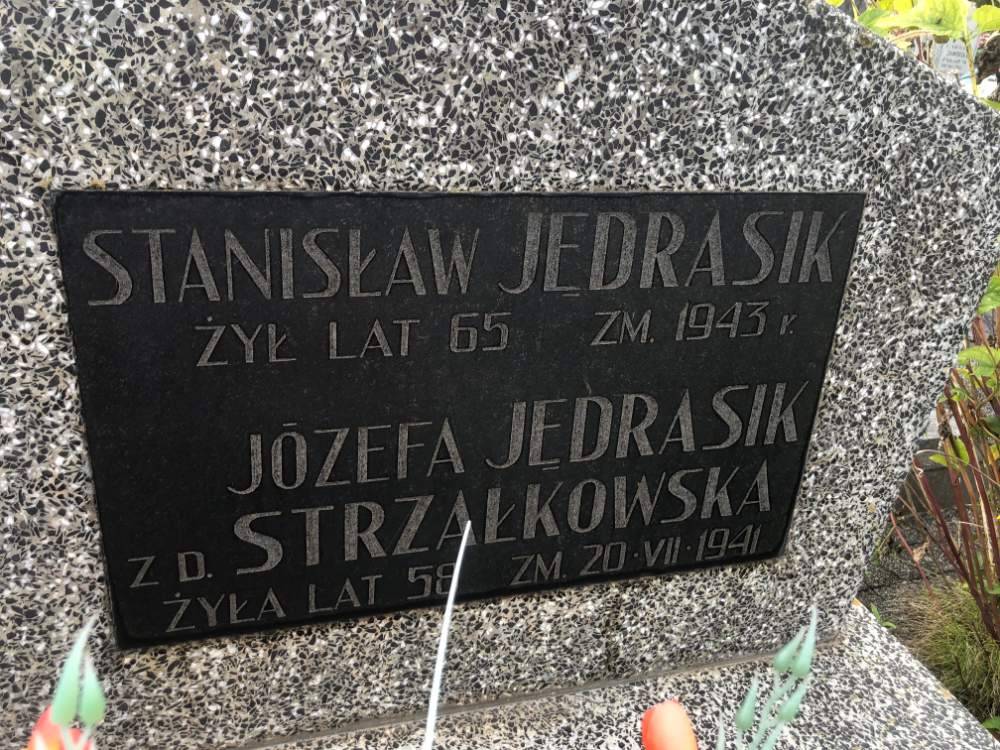 STANISŁAW JĘDRASIK
ŻYŁ LAT 65 ZM. 1943 r.
JÓZEFA JĘDRASIK
Z D. STRZAŁKOWSKA
ŻYŁA LAT 58 ZM. 20·VII·1941